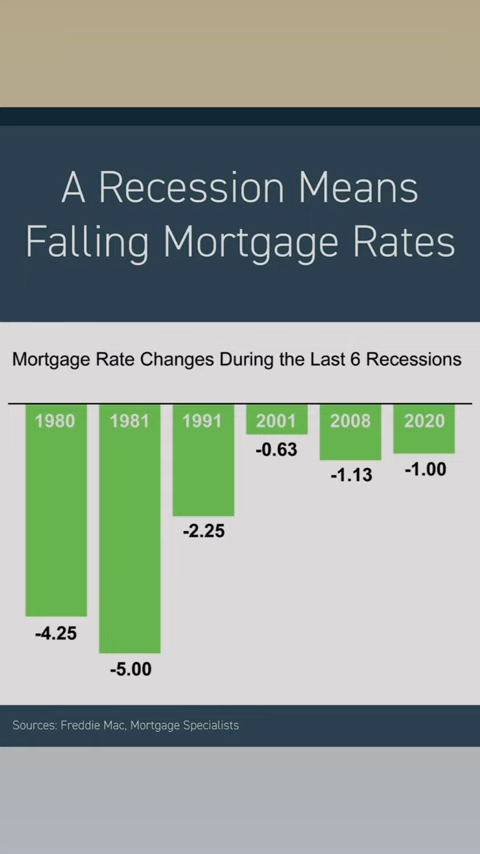 A Recession Means
Falling Mortgage Rates
Mortgage Rate Changes During the Last 6 Recessions
1980 1981 1991 2001 2008 2020
-4.25 -5.00 -2.25 -0.63 -1.13 -1.00
Sources: Freddie Mac, Mortgage Specialists